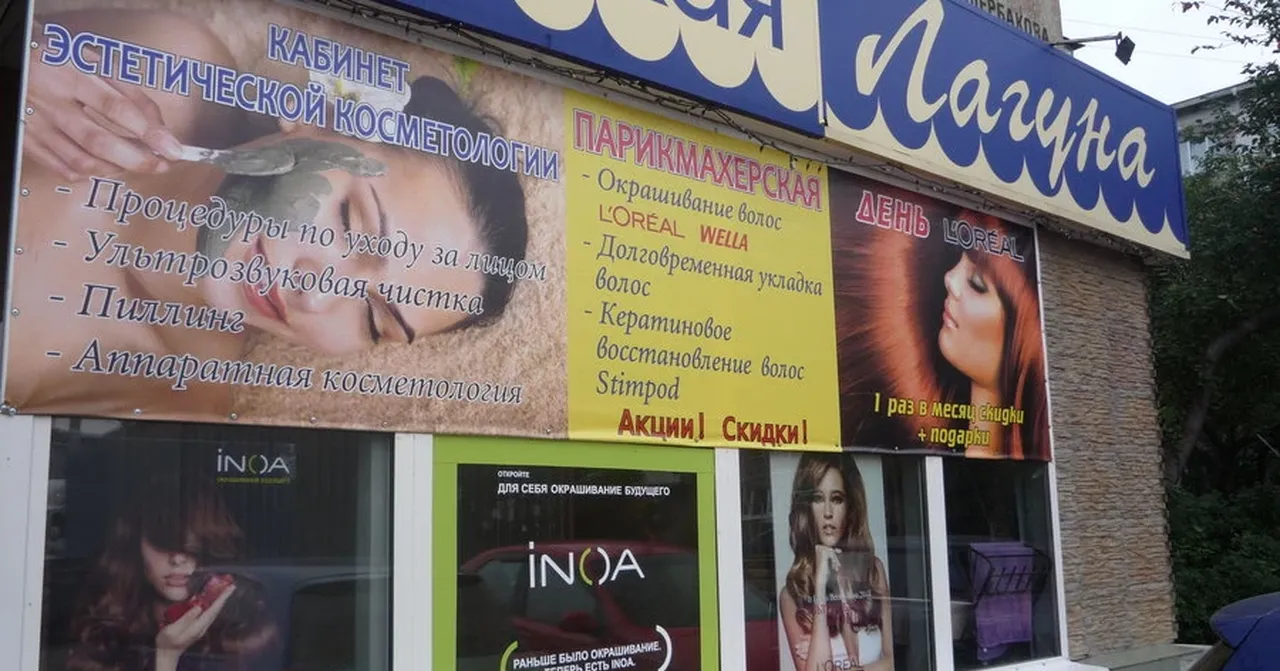 Лагуна
КАБИНЕТ
ЭСТЕТИЧЕСКОЙ КОСМЕТОЛОГИИ
- Процедуры по уходу за лицом
- Ультрозвуковая чистка
- Пиллинг
- Аппаратная косметология
ПАРИКМАХЕРСКАЯ
- Окрашивание волос
L'ORÉAL WELLA
- Долговременная укладка
волос
- Кератиновое
восстановление волос
Stimpod
Акции! Скидки!
ДЕНЬ L'ORÉAL
1 раз в месяц скидки
+ подарки
iNOA
ОТКРОЙТЕ
ДЛЯ СЕБЯ ОКРАШИВАНИЕ БУДУЩЕГО
iNOA
РАНЬШЕ БЫЛО ОКРАШИВАНИЕ.
ТЕПЕРЬ ЕСТЬ INOA.
L'ORÉAL